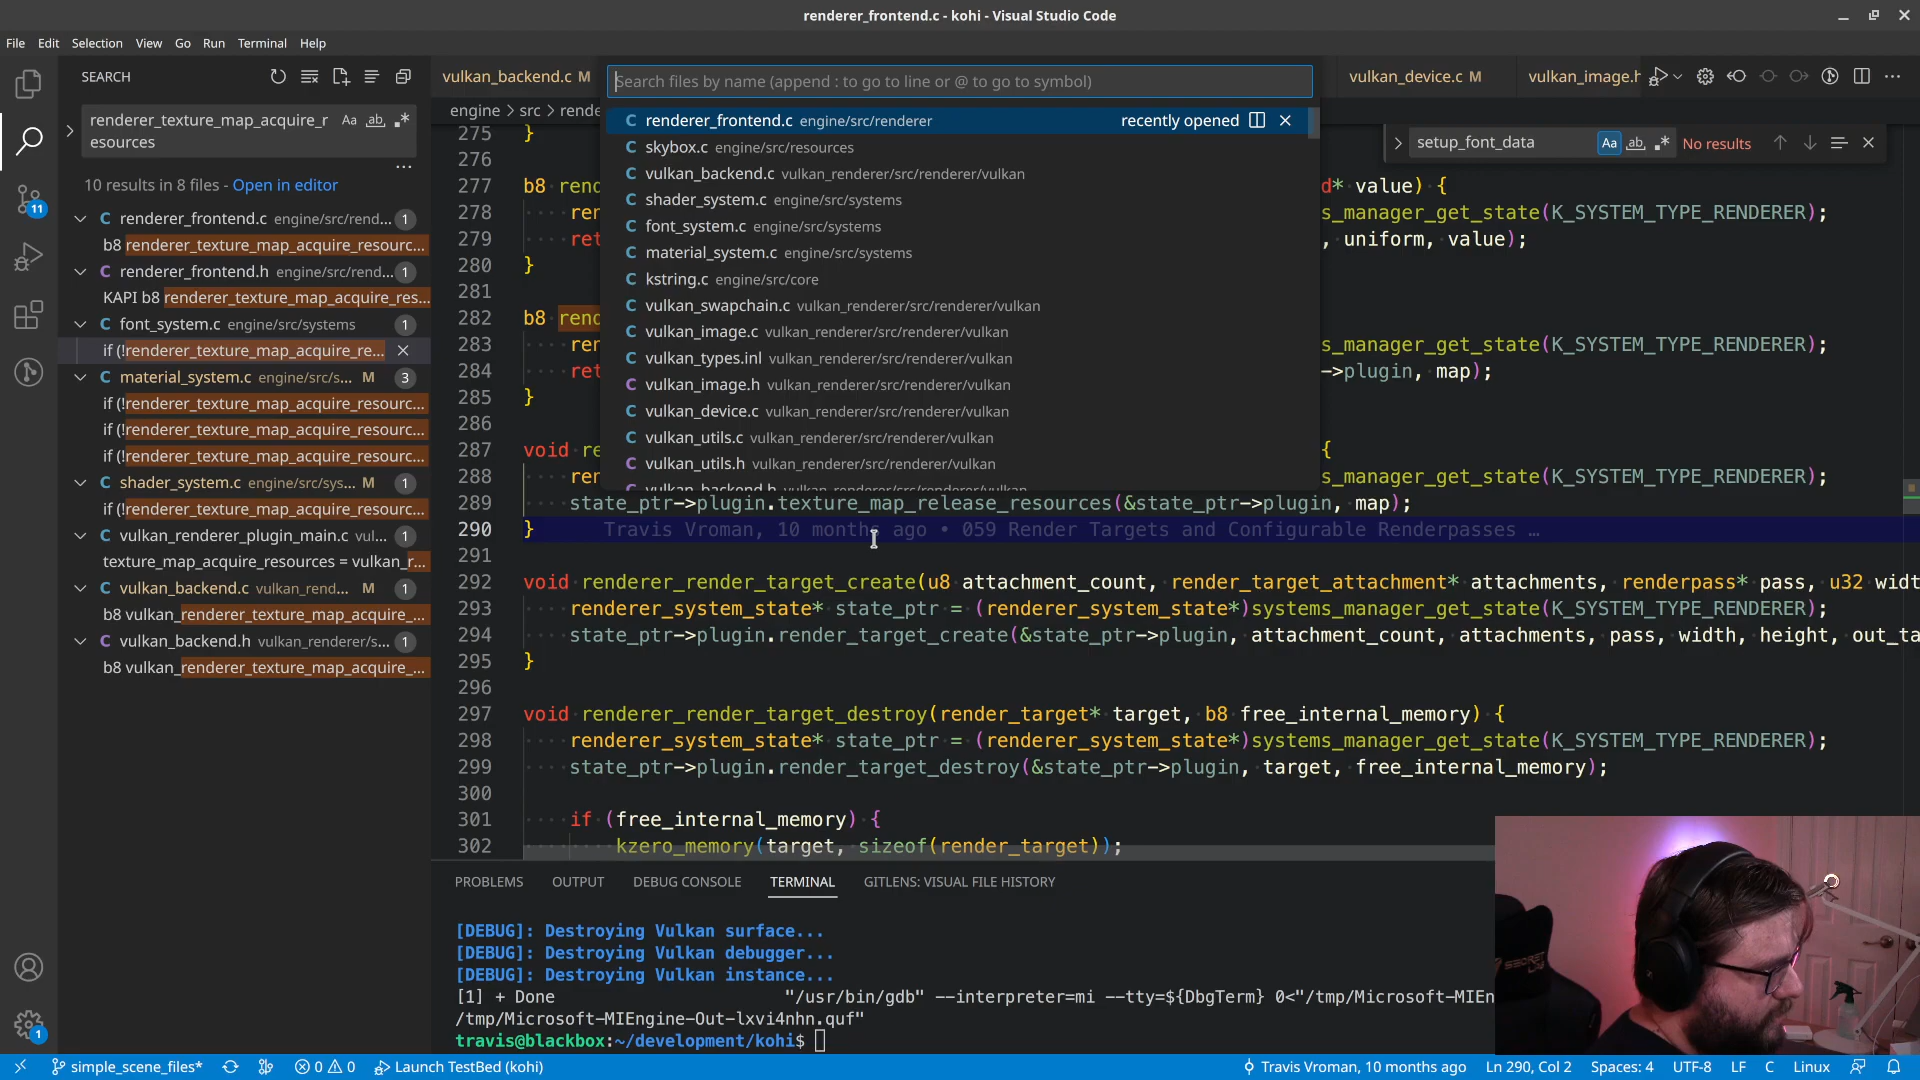 renderer_frontend.c - kohi - Visual Studio Code
File Edit Selection View Go Run Terminal Help
SEARCH
renderer_texture_map_acquire_r
esources
Aa ab .*
10 results in 8 files - Open in editor
renderer_frontend.c engine/src/rend... 1
b8 renderer_texture_map_acquire_resourc...
renderer_frontend.h engine/src/rend... 1
KAPI b8 renderer_texture_map_acquire_res...
font_system.c engine/src/systems 1
if (!renderer_texture_map_acquire_re...
material_system.c engine/src/s... M 3
if (!renderer_texture_map_acquire_resourc...
if (!renderer_texture_map_acquire_resourc...
if (!renderer_texture_map_acquire_resourc...
shader_system.c engine/src/sys... M 1
if (!renderer_texture_map_acquire_resourc...
vulkan_renderer_plugin_main.c vul... 1
texture_map_acquire_resources = vulkan_r...
vulkan_backend.c vulkan_rend... M 1
b8 vulkan_renderer_texture_map_acquire_...
vulkan_backend.h vulkan_renderer/s... 1
b8 vulkan_renderer_texture_map_acquire_...
11
1
vulkan_backend.c M
vulkan_device.c M
vulkan_image.h
engine > src > rende
Search files by name (append : to go to line or @ to go to symbol)
C renderer_frontend.c engine/src/renderer recently opened
C skybox.c engine/src/resources
C vulkan_backend.c vulkan_renderer/src/renderer/vulkan
C shader_system.c engine/src/systems
C font_system.c engine/src/systems
C material_system.c engine/src/systems
C kstring.c engine/src/core
C vulkan_swapchain.c vulkan_renderer/src/renderer/vulkan
C vulkan_image.c vulkan_renderer/src/renderer/vulkan
C vulkan_types.inl vulkan_renderer/src/renderer/vulkan
C vulkan_image.h vulkan_renderer/src/renderer/vulkan
C vulkan_device.c vulkan_renderer/src/renderer/vulkan
C vulkan_utils.c vulkan_renderer/src/renderer/vulkan
C vulkan_utils.h vulkan_renderer/src/renderer/vulkan
C vulkan_backend.h vulkan_renderer/src/renderer/vulkan
setup_font_data Aa ab .* No results
275 }
276
277 b8 rend d* value) {
278 ren s_manager_get_state(K_SYSTEM_TYPE_RENDERER);
279 ret , uniform, value);
280 }
281
282 b8 rend
283 ren s_manager_get_state(K_SYSTEM_TYPE_RENDERER);
284 ret ->plugin, map);
285 }
286
287 void re {
288 ren s_manager_get_state(K_SYSTEM_TYPE_RENDERER);
289 state_ptr->plugin.texture_map_release_resources(&state_ptr->plugin, map);
290 } Travis Vroman, 10 months ago • 059 Render Targets and Configurable Renderpasses …
291
292 void renderer_render_target_create(u8 attachment_count, render_target_attachment* attachments, renderpass* pass, u32 widt
293 renderer_system_state* state_ptr = (renderer_system_state*)systems_manager_get_state(K_SYSTEM_TYPE_RENDERER);
294 state_ptr->plugin.render_target_create(&state_ptr->plugin, attachment_count, attachments, pass, width, height, out_ta
295 }
296
297 void renderer_render_target_destroy(render_target* target, b8 free_internal_memory) {
298 renderer_system_state* state_ptr = (renderer_system_state*)systems_manager_get_state(K_SYSTEM_TYPE_RENDERER);
299 state_ptr->plugin.render_target_destroy(&state_ptr->plugin, target, free_internal_memory);
300
301 if (free_internal_memory) {
302 kzero_memory(target, sizeof(render_target));
PROBLEMS OUTPUT DEBUG CONSOLE TERMINAL GITLENS: VISUAL FILE HISTORY
[DEBUG]: Destroying Vulkan surface...
[DEBUG]: Destroying Vulkan debugger...
[DEBUG]: Destroying Vulkan instance...
[1] + Done "/usr/bin/gdb" --interpreter=mi --tty=${DbgTerm} 0<"/tmp/Microsoft-MIEn
/tmp/Microsoft-MIEngine-Out-lxvi4nhn.quf"
travis@blackbox:~/development/kohi$
simple_scene_files* 0 0 Launch TestBed (kohi) Travis Vroman, 10 months ago Ln 290, Col 2 Spaces: 4 UTF-8 LF C Linux